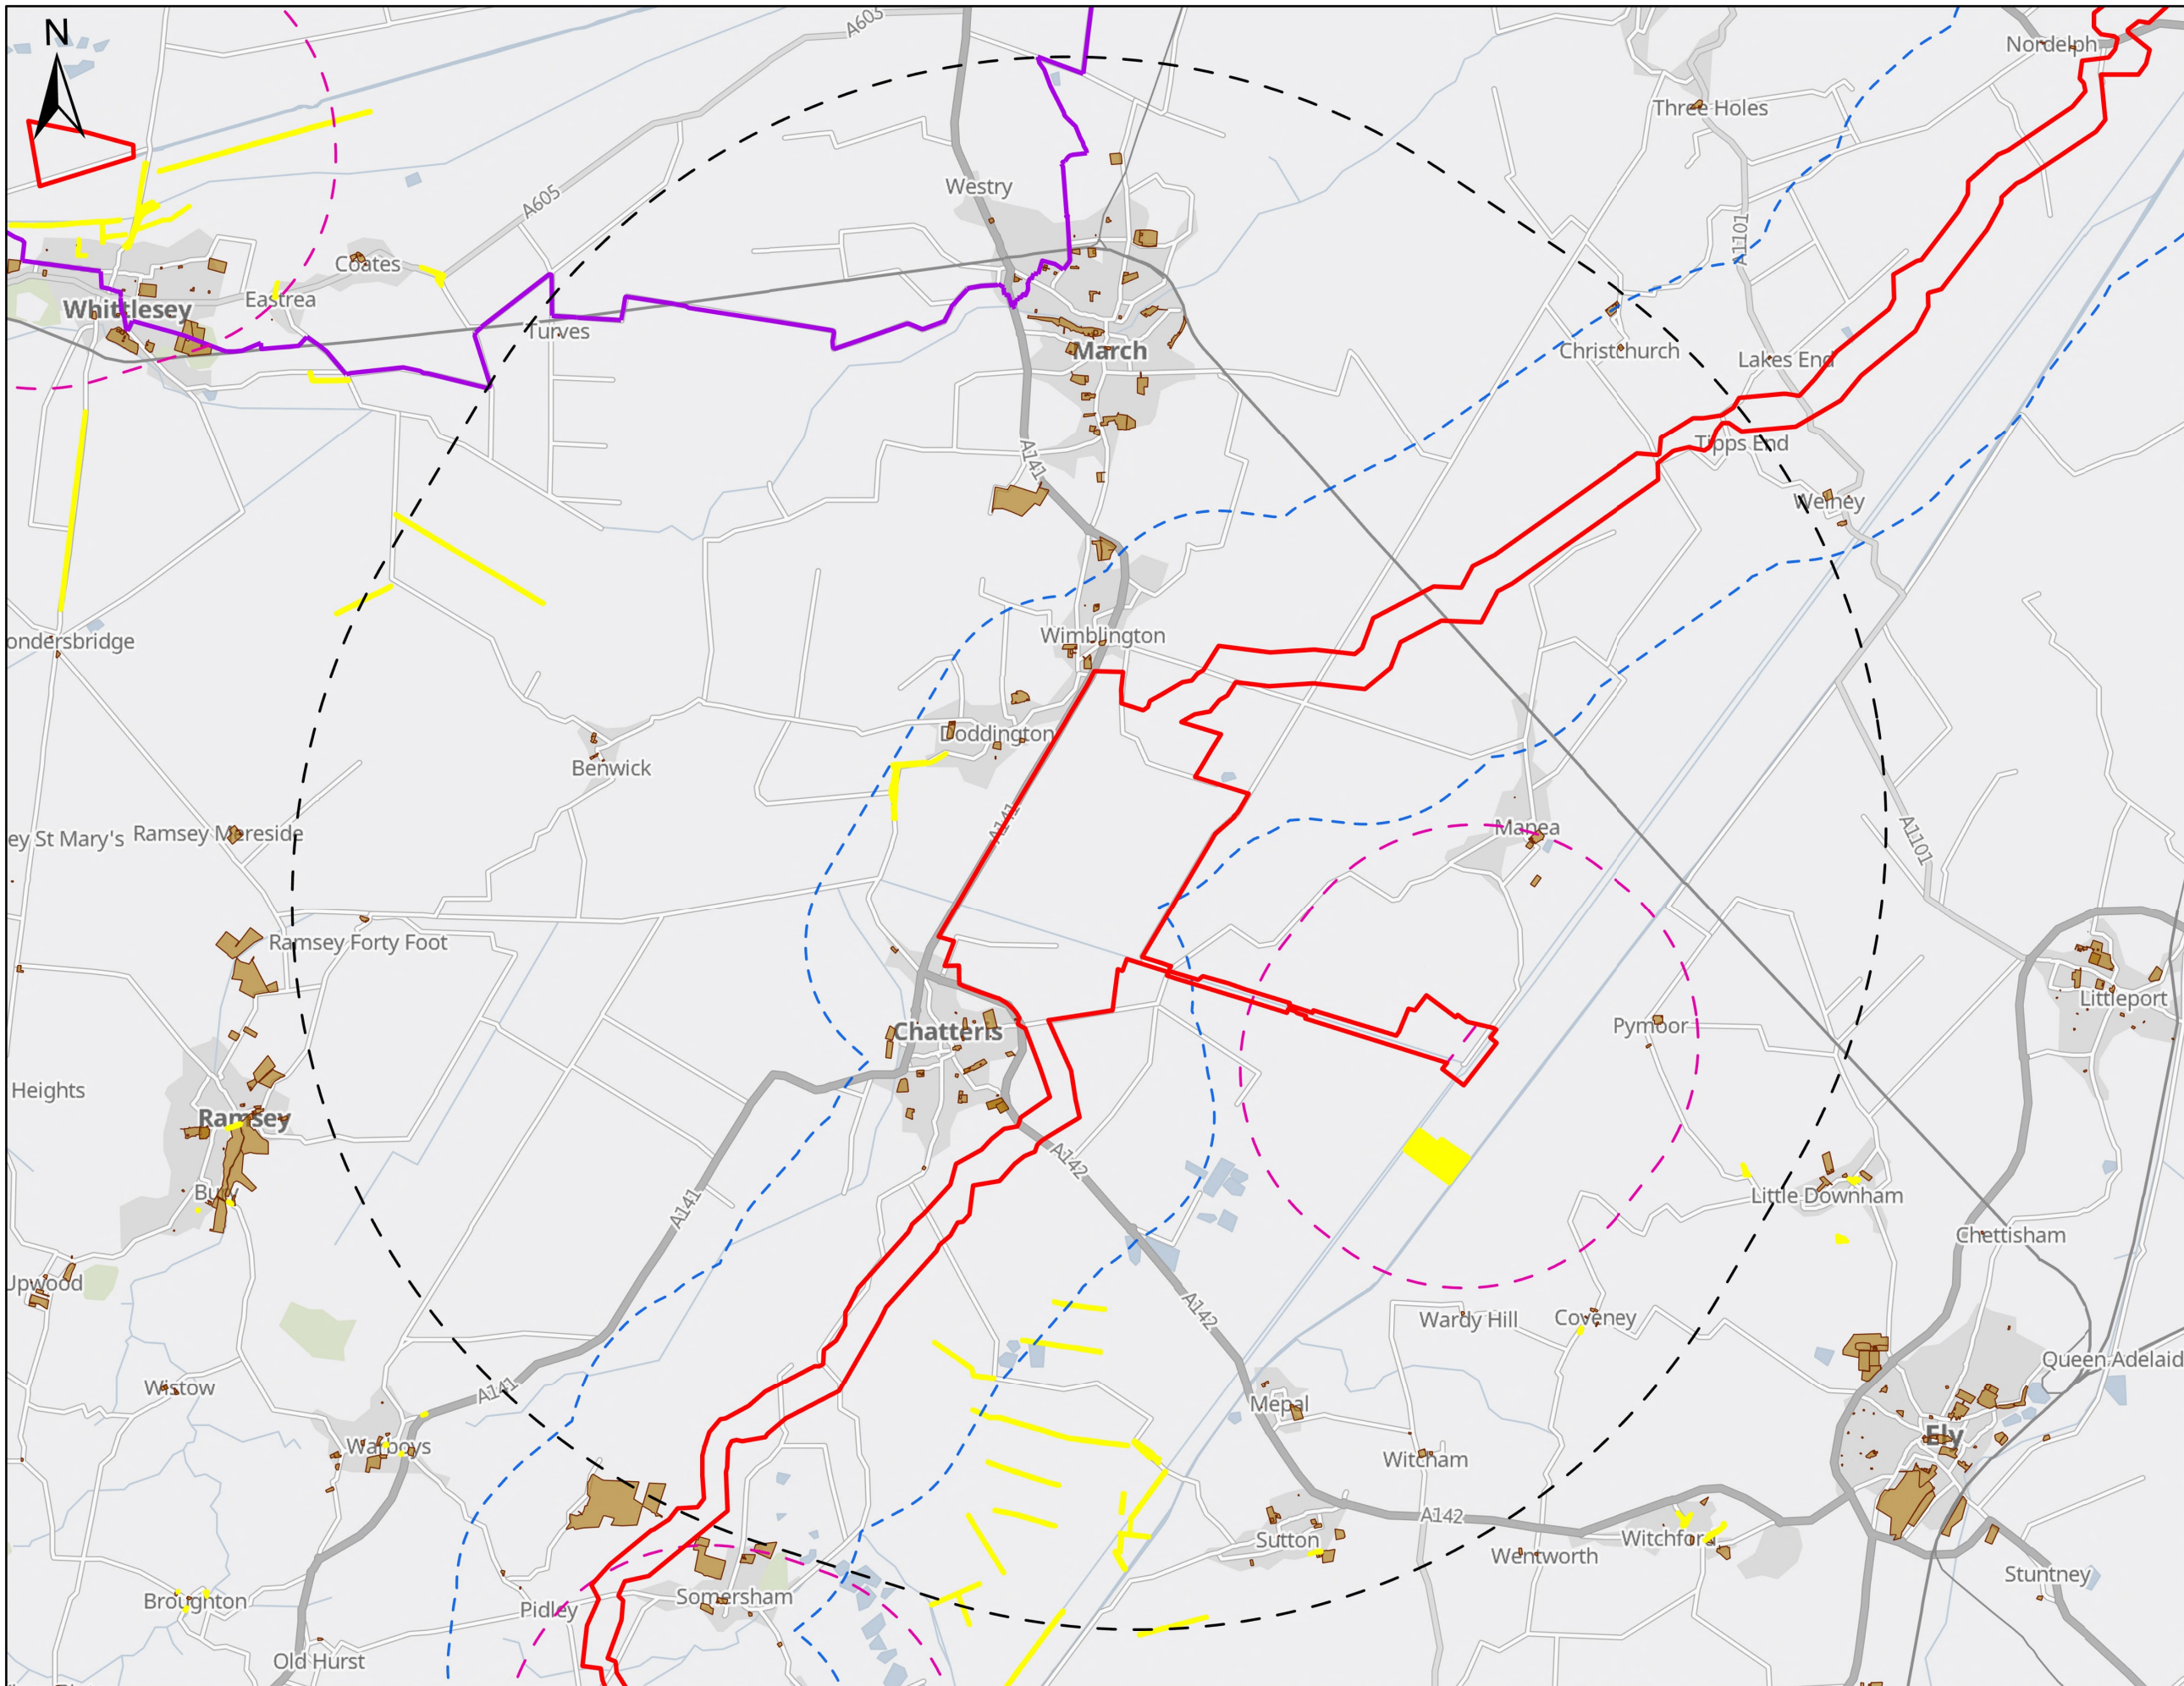 A603
N
Nordelph
Three Holes
Westry
A605
A1101
Coates
Eastrea
Whittlesey
Turves
March
Christchurch
Lakes End
Tipps End
A141
Welney
ondersbridge
Wimblington
Doddington
Benwick
A141
Manea
ey St Mary's
Ramsey Mereside
A1101
Ramsey Forty Foot
Littleport
Chatteris
Pymoor
Heights
Ramsey
A142
Bury
A141
Little Downham
Chettisham
Upwood
A142
Wardy Hill
Coveney
Queen Adelaid
Wistow
A141
Mepal
Ely
Warboys
Witcham
A142
Sutton
Witchford
Wentworth
Stuntney
Somersham
Broughton
Pidley
Old Hurst